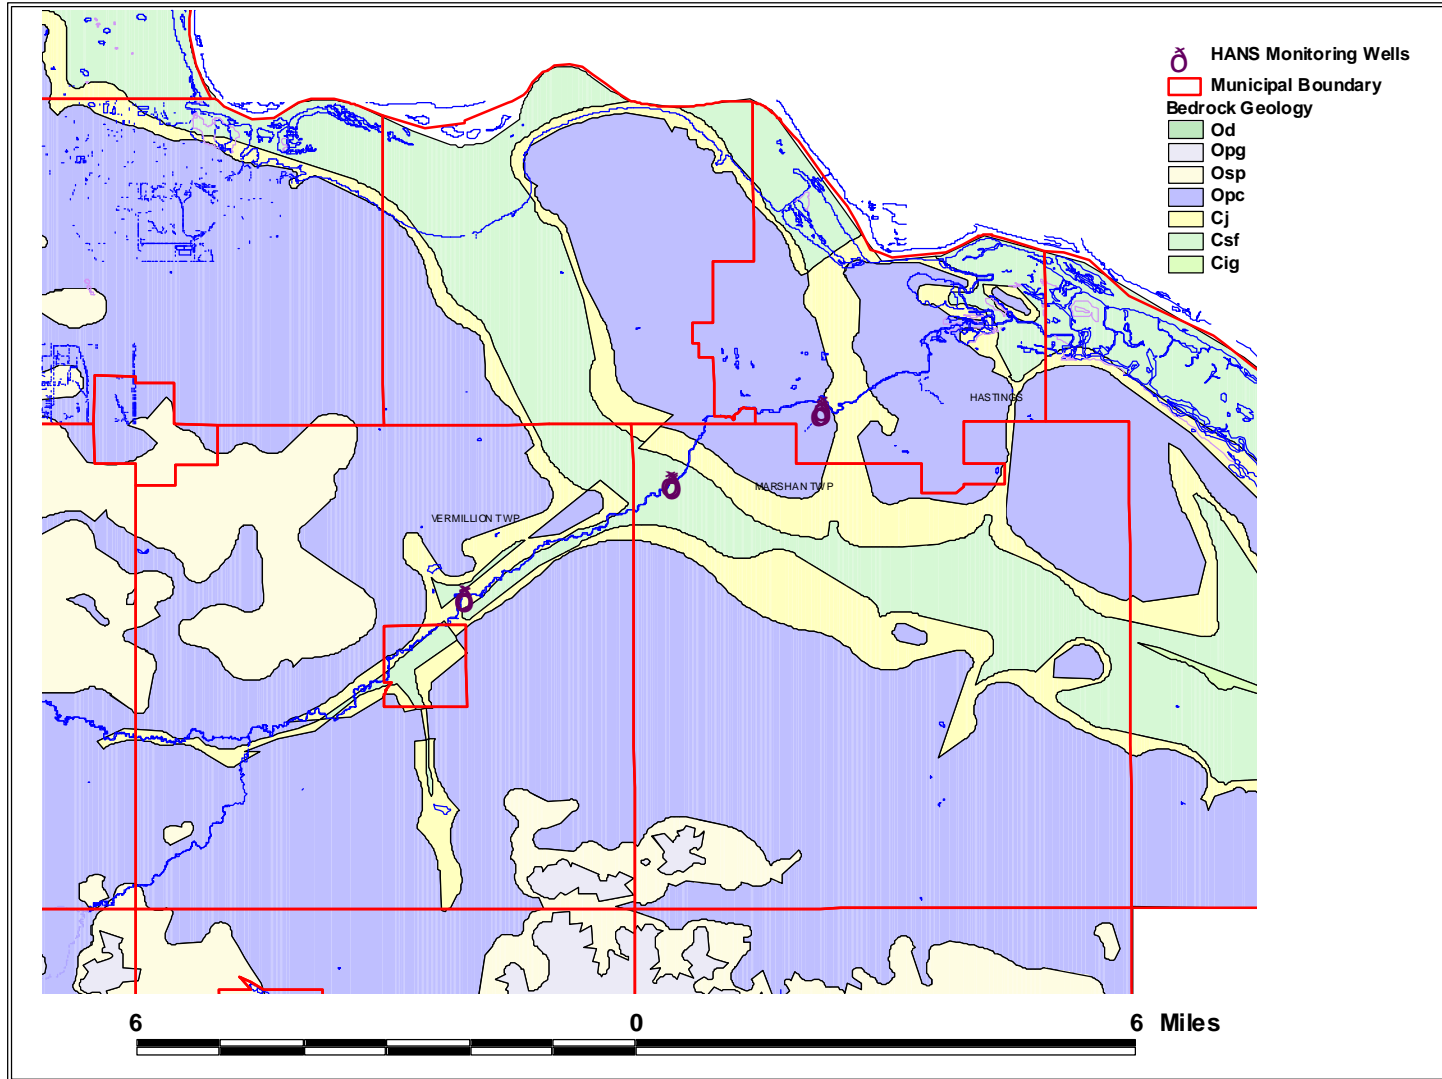 ð HANS Monitoring Wells
Municipal Boundary
Bedrock Geology
Od
Opg
Osp
Opc
Cj
Csf
Cig
HASTINGS
ð
MARSHAN TWP
ð
VERMILLION TWP
ð
6 0 6 Miles